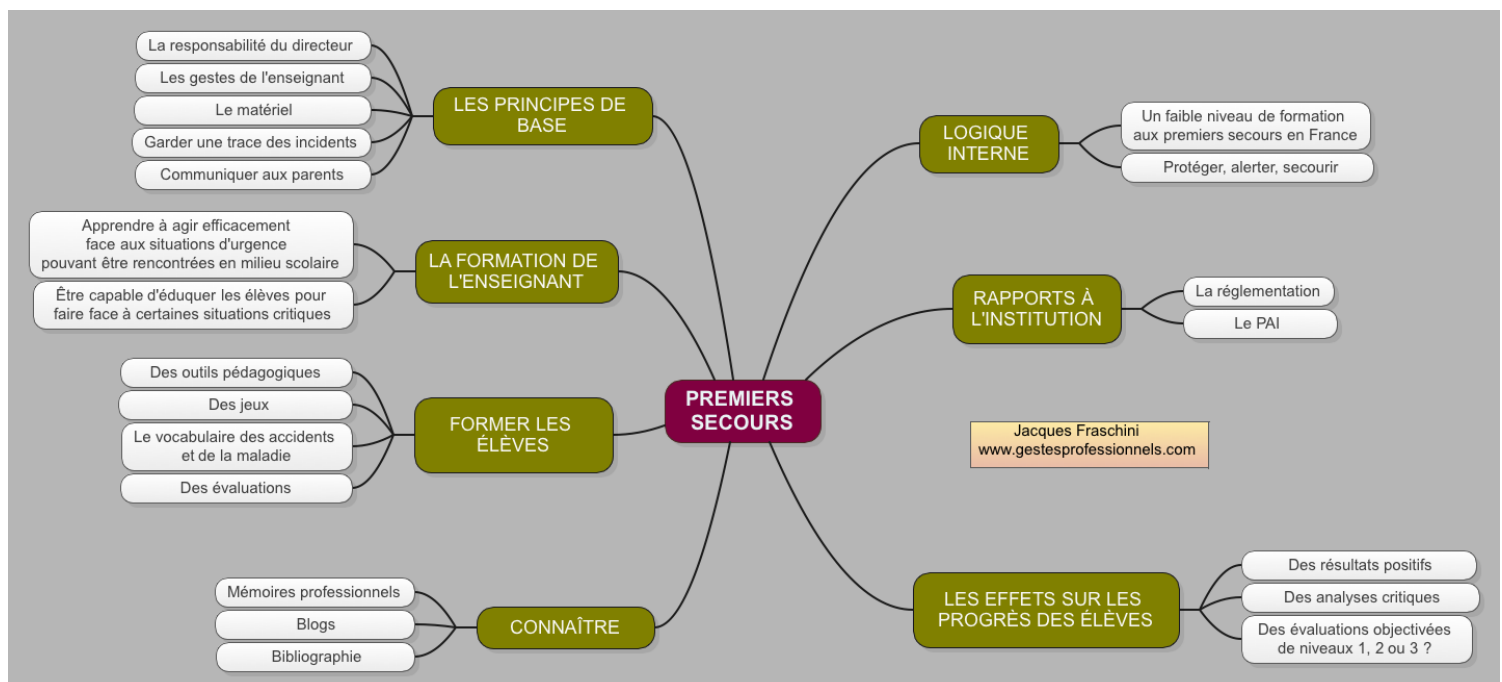 PREMIERS
SECOURS
LES PRINCIPES DE
BASE
La responsabilité du directeur
Les gestes de l'enseignant
Le matériel
Garder une trace des incidents
Communiquer aux parents
LA FORMATION DE
L'ENSEIGNANT
Apprendre à agir efficacement
face aux situations d'urgence
pouvant être rencontrées en milieu scolaire
Être capable d'éduquer les élèves pour
faire face à certaines situations critiques
FORMER LES
ÉLÈVES
Des outils pédagogiques
Des jeux
Le vocabulaire des accidents
et de la maladie
Des évaluations
CONNAÎTRE
Mémoires professionnels
Blogs
Bibliographie
LOGIQUE
INTERNE
Un faible niveau de formation
aux premiers secours en France
Protéger, alerter, secourir
RAPPORTS À
L'INSTITUTION
La réglementation
Le PAI
Jacques Fraschini
www.gestesprofessionnels.com
LES EFFETS SUR LES
PROGRÈS DES ÉLÈVES
Des résultats positifs
Des analyses critiques
Des évaluations objectivées
de niveaux 1, 2 ou 3 ?